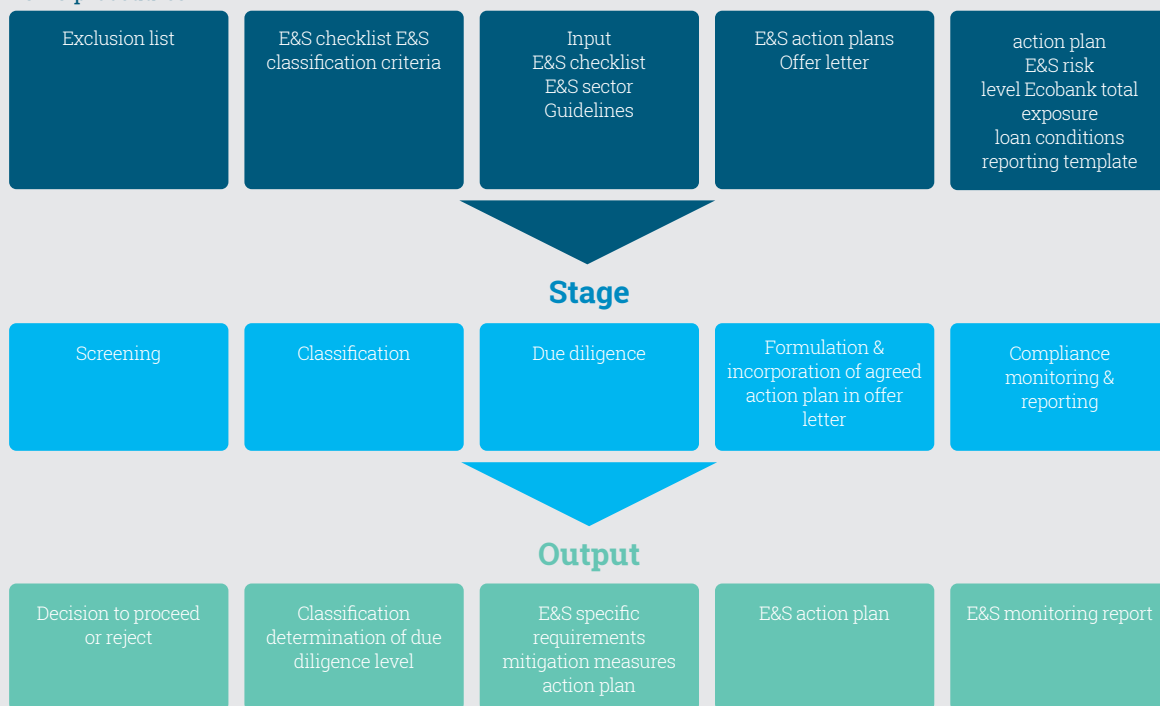 Exclusion list
E&S checklist E&S
classification criteria
Input
E&S checklist
E&S sector
Guidelines
E&S action plans
Offer letter
action plan
E&S risk
level Ecobank total
exposure
loan conditions
reporting template
Stage
Screening
Classification
Due diligence
Formulation &
incorporation of agreed
action plan in offer
letter
Compliance
monitoring &
reporting
Output
Decision to proceed
or reject
Classification
determination of due
diligence level
E&S specific
requirements
mitigation measures
action plan
E&S action plan
E&S monitoring report